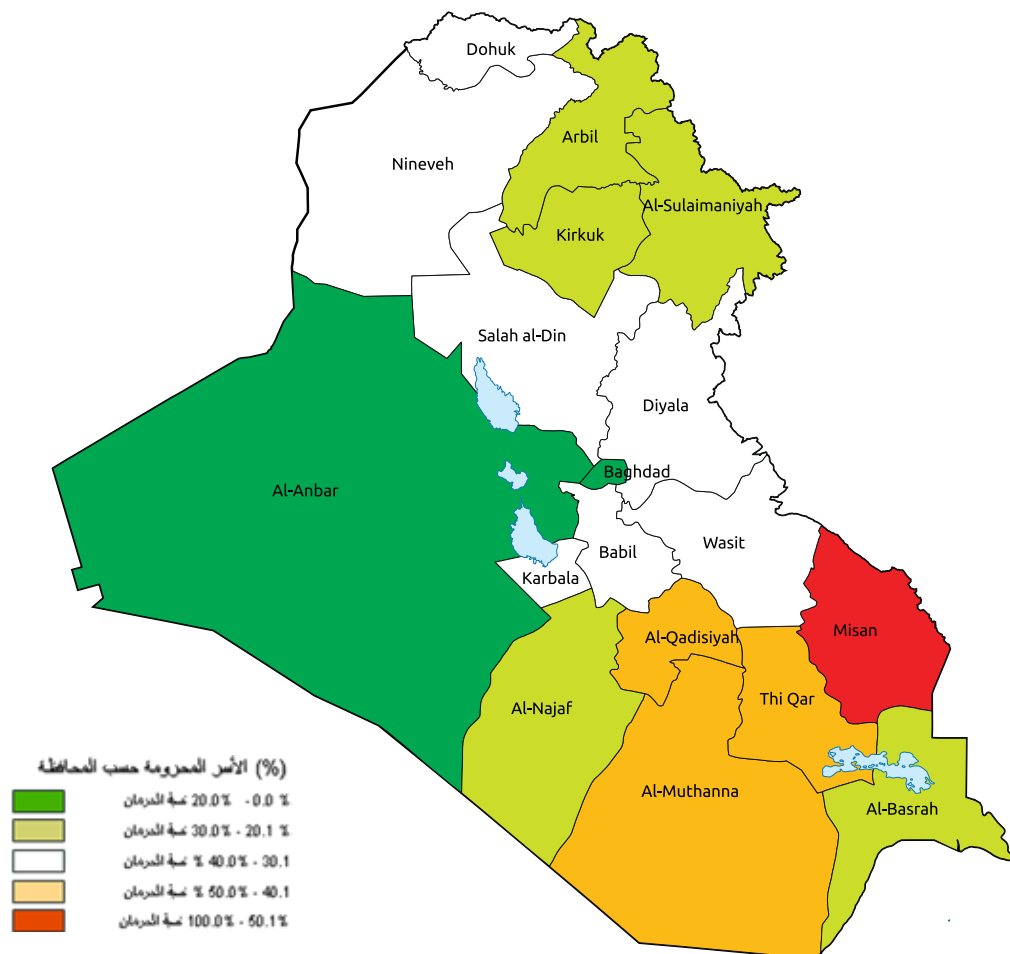 Dohuk
Arbil
Nineveh
Al-Sulaimaniyah
Kirkuk
Salah al-Din
Diyala
Baghdad
Al-Anbar
Wasit
Babil
Karbala
Misan
Al-Qadisiyah
Thi Qar
Al-Najaf
Al-Muthanna
Al-Basrah
(%) الأسر المحرومة حسب المحافظة
% 0.0 - 20.0% نسبة الحرمان
% 20.1 - 30.0% نسبة الحرمان
30.1 - 40.0% % نسبة الحرمان
40.1 - 50.0% % نسبة الحرمان
50.1% - 100.0% نسبة الحرمان